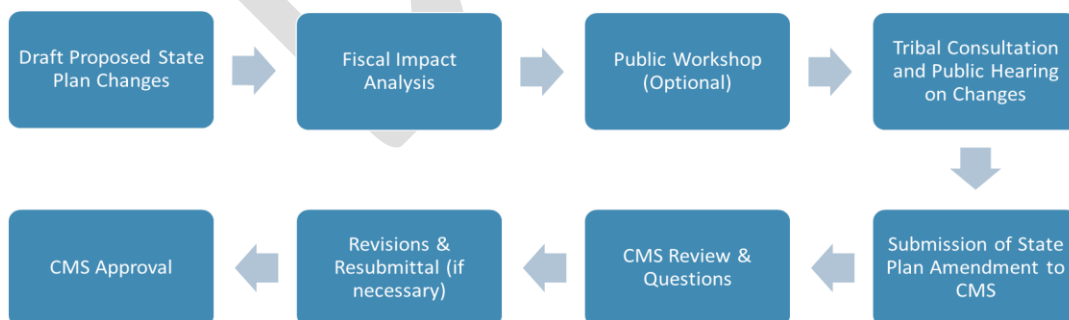 Draft Proposed State
Plan Changes
Fiscal Impact
Analysis
Public Workshop
(Optional)
Tribal Consultation
and Public Hearing
on Changes
Submission of State
Plan Amendment to
CMS
CMS Review &
Questions
Revisions &
Resubmittal (if
necessary)
CMS Approval